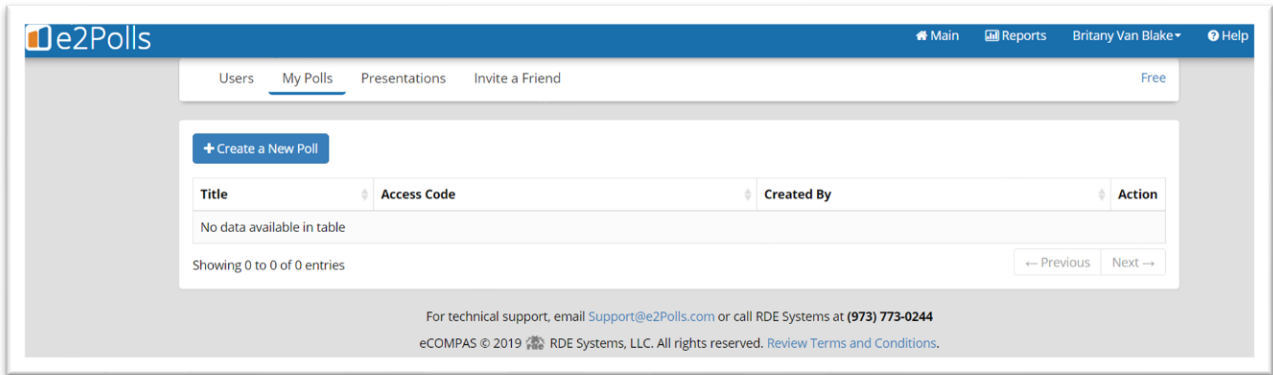 e2Polls Main Reports Britany Van Blake Help
Users My Polls Presentations Invite a Friend Free
+ Create a New Poll
Title Access Code Created By Action
No data available in table
Showing 0 to 0 of 0 entries ← Previous Next →
For technical support, email Support@e2Polls.com or call RDE Systems at (973) 773-0244
eCOMPAS © 2019 RDE Systems, LLC. All rights reserved. Review Terms and Conditions.